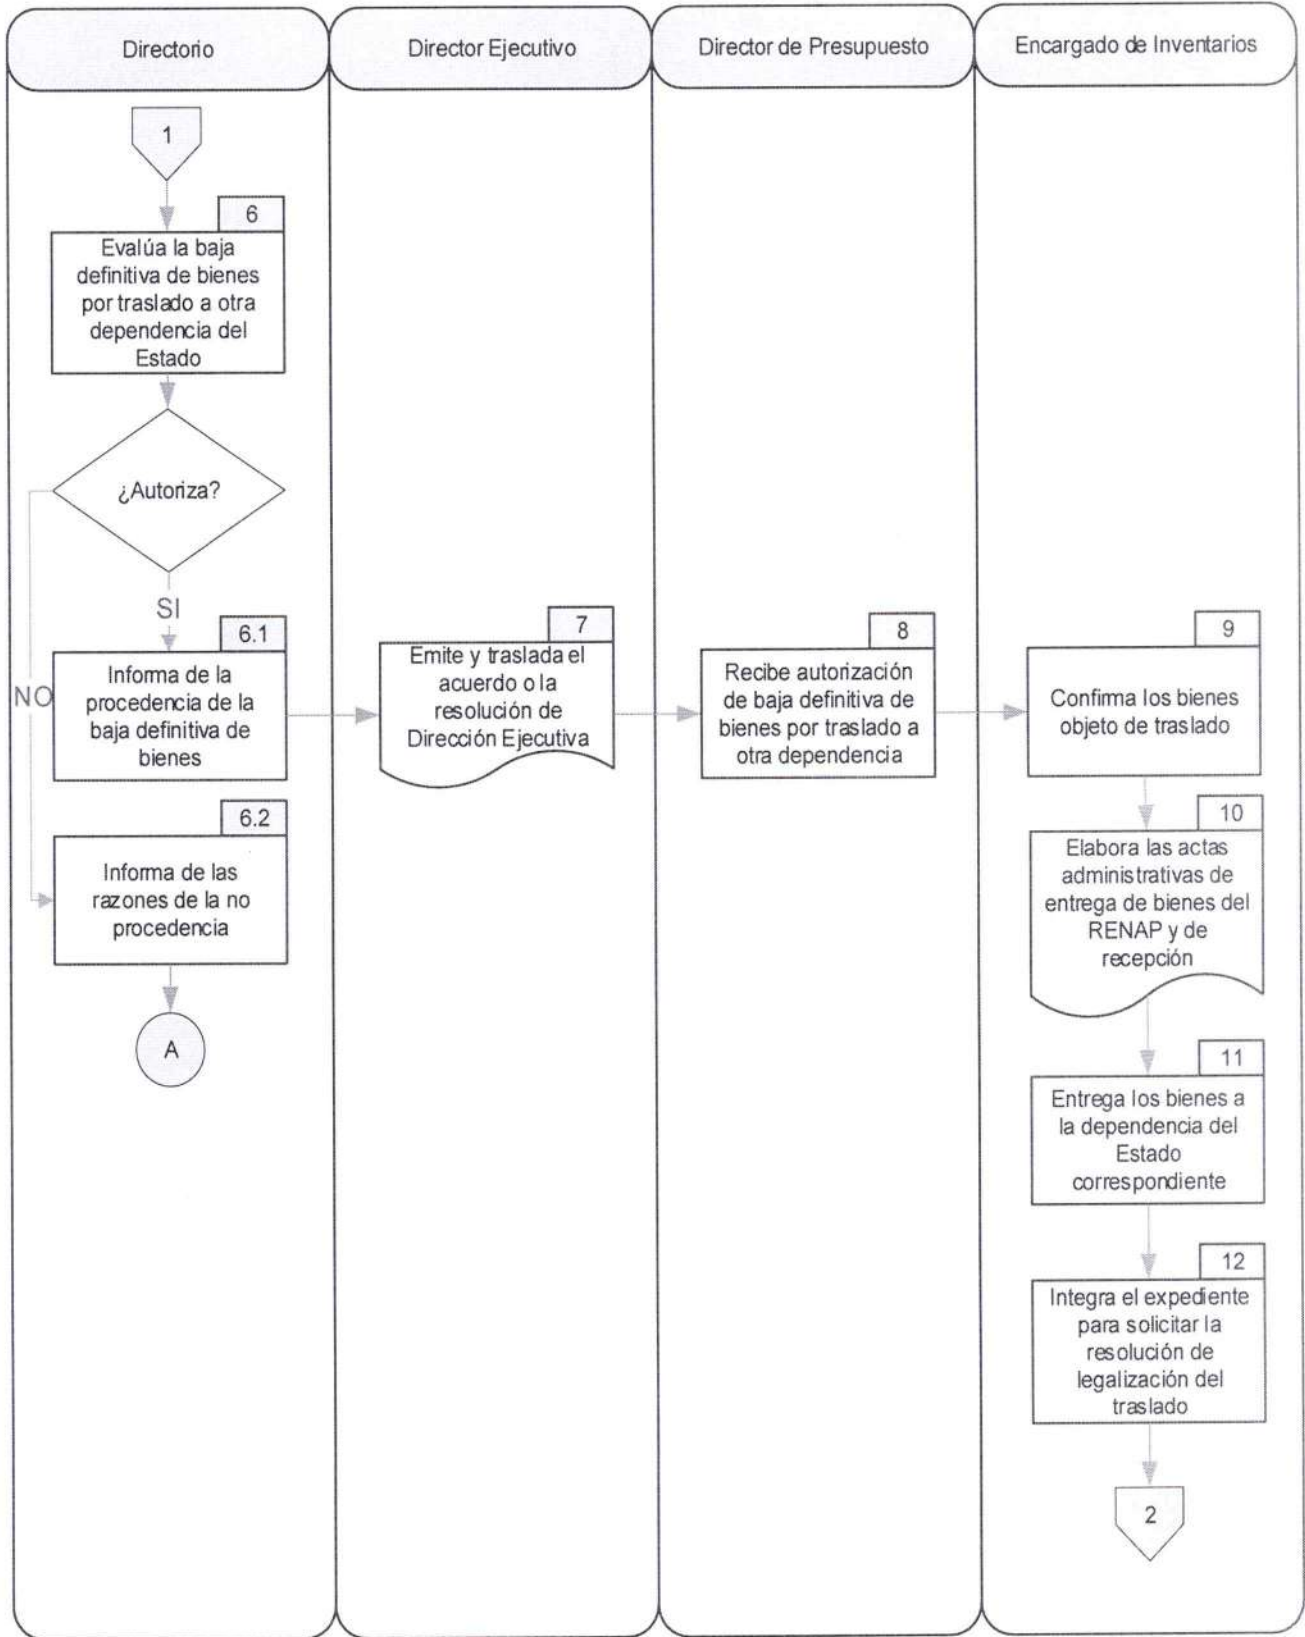 Directorio
Director Ejecutivo
Director de Presupuesto
Encargado de Inventarios
1
6
Evalúa la baja
definitiva de bienes
por traslado a otra
dependencia del
Estado
¿Autoriza?
SI
NO
6.1
Informa de la
procedencia de la
baja definitiva de
bienes
6.2
Informa de las
razones de la no
procedencia
A
7
Emite y traslada el
acuerdo o la
resolución de
Dirección Ejecutiva
8
Recibe autorización
de baja definitiva de
bienes por traslado a
otra dependencia
9
Confirma los bienes
objeto de traslado
10
Elabora las actas
administrativas de
entrega de bienes del
RENAP y de
recepción
11
Entrega los bienes a
la dependencia del
Estado
correspondiente
12
Integra el expediente
para solicitar la
resolución de
legalización del
traslado
2